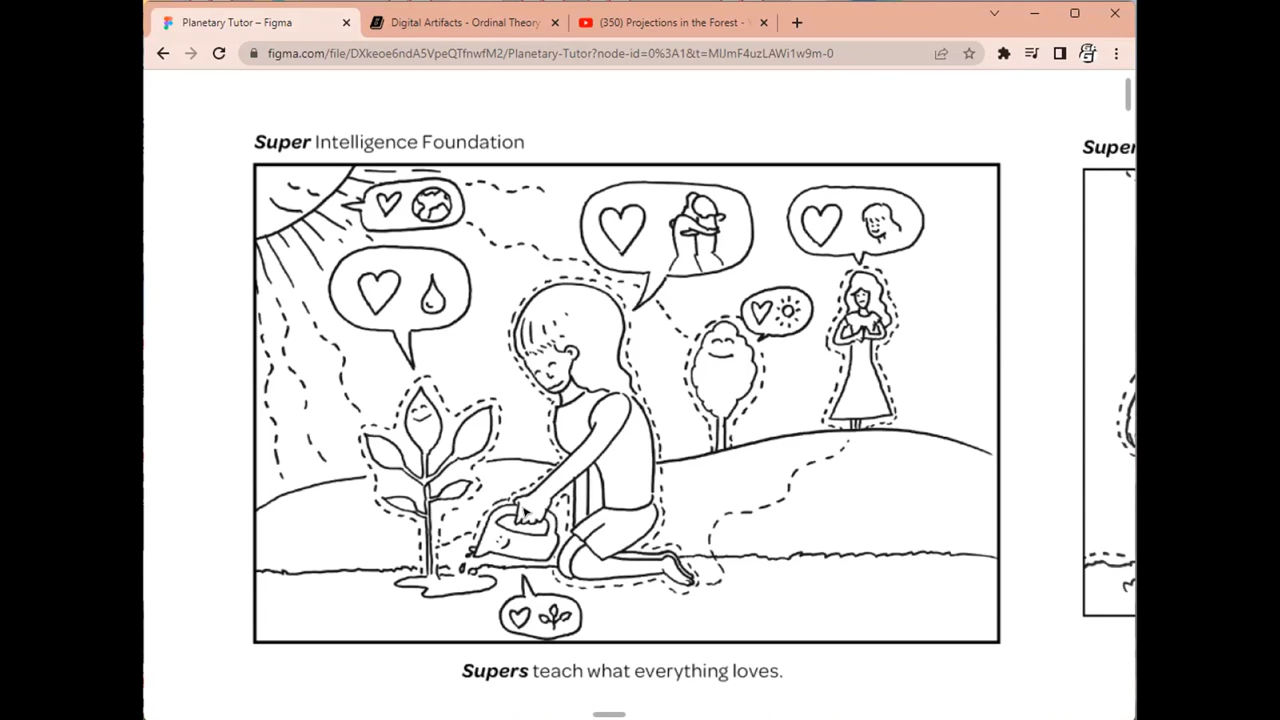 Planetary Tutor – Figma
Digital Artifacts - Ordinal Theory
(350) Projections in the Forest -
figma.com/file/DXkeoe6ndA5VpeQTfnwfM2/Planetary-Tutor?node-id=0%3A1&t=MlJmF4uzLAWi1w9m-0
Super Intelligence Foundation
Super
Supers teach what everything loves.